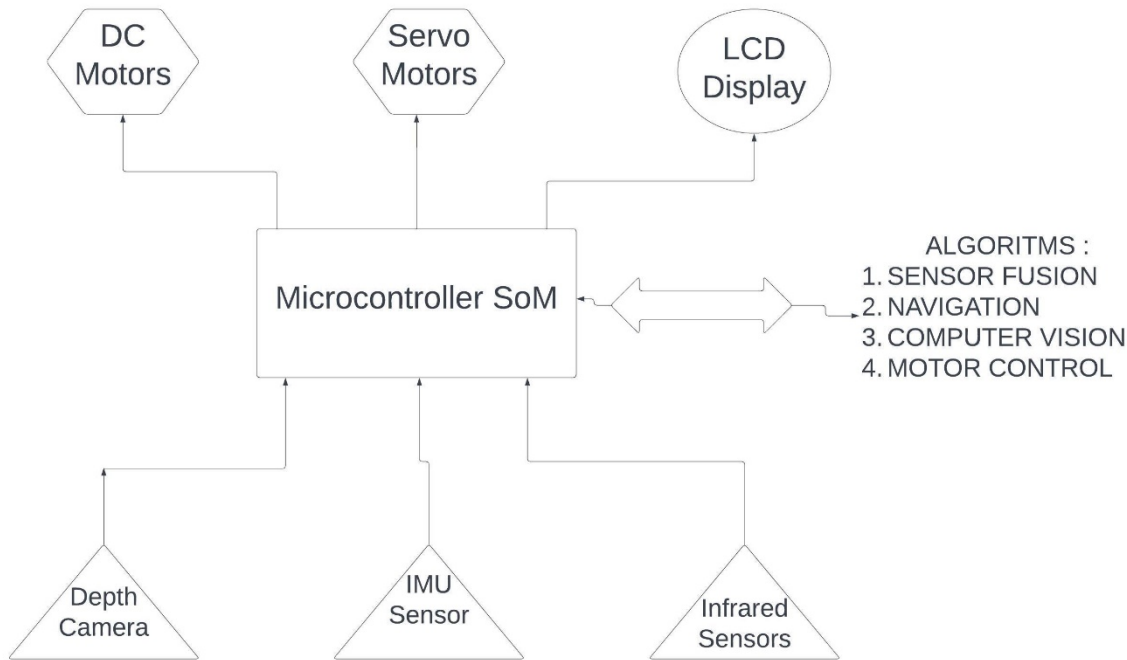 DC
Motors
Servo
Motors
LCD
Display
Microcontroller SoM
ALGORITMS :
1. SENSOR FUSION
2. NAVIGATION
3. COMPUTER VISION
4. MOTOR CONTROL
Depth
Camera
IMU
Sensor
Infrared
Sensors